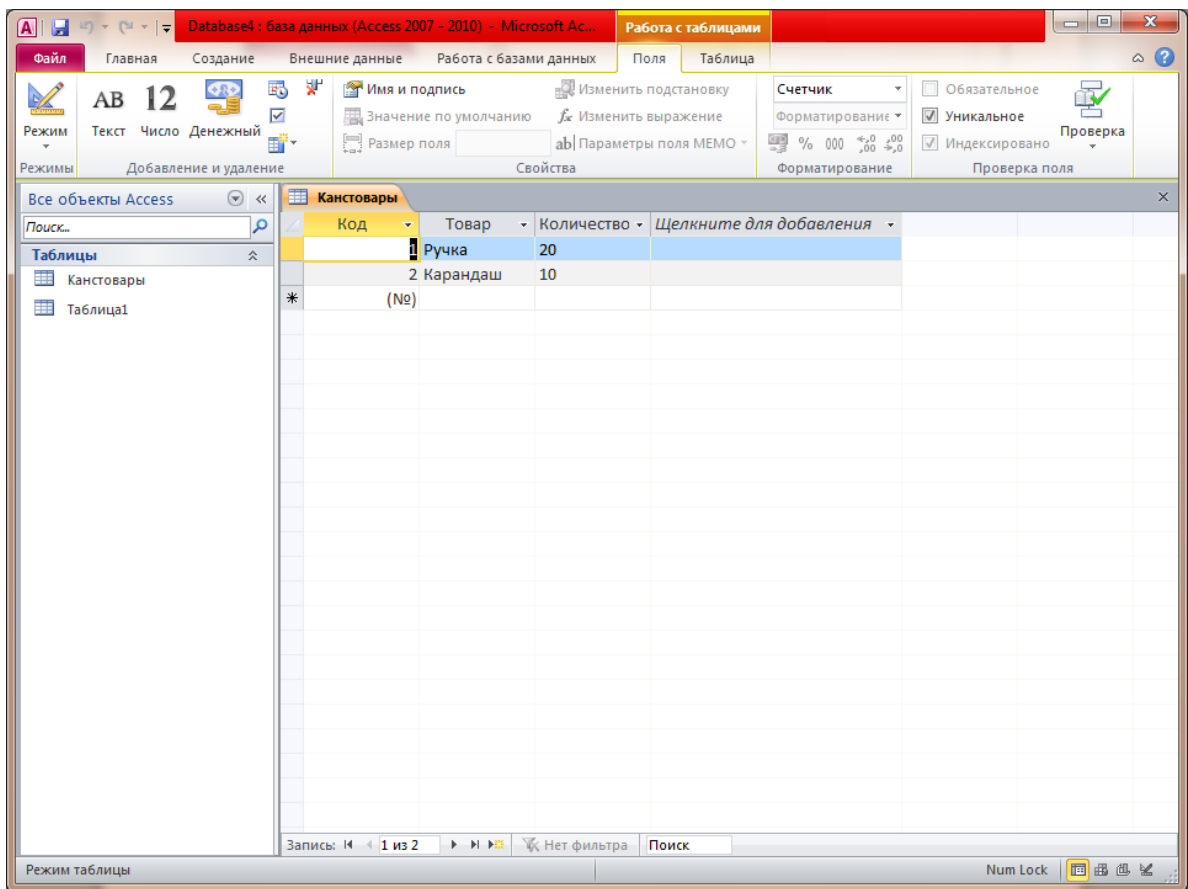 Database4 : база данных (Access 2007 - 2010) - Microsoft Ac... Работа с таблицами
Файл Главная Создание Внешние данные Работа с базами данных Поля Таблица
AB 12 Имя и подпись Изменить подстановку Счетчик Обязательное
Значение по умолчанию fx Изменить выражение Форматирование Уникальное
Режим Текст Число Денежный Размер поля ab| Параметры поля МЕМО % 000 Индексировано Проверка
Режимы Добавление и удаление Свойства Форматирование Проверка поля
Все объекты Access « Канстовары
Поиск... Код Товар Количество Щелкните для добавления
Таблицы 1 Ручка 20
Канстовары 2 Карандаш 10
Таблица1 (№)
Запись: 1 из 2 Нет фильтра Поиск
Режим таблицы Num Lock